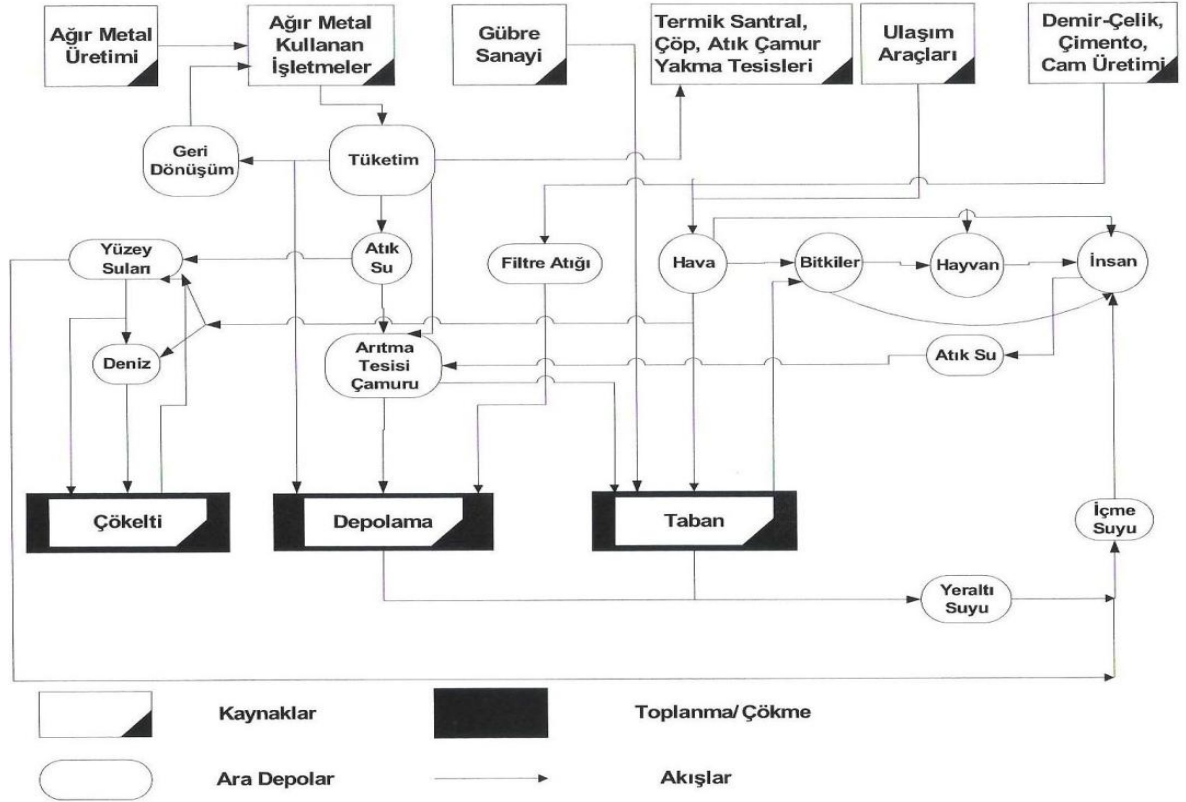 Ağır Metal
Üretimi
Ağır Metal
Kullanan
İşletmeler
Gübre
Sanayi
Termik Santral,
Çöp, Atık Çamur
Yakma Tesisleri
Ulaşım
Araçları
Demir-Çelik,
Çimento,
Cam Üretimi
Geri
Dönüşüm
Tüketim
Yüzey
Suları
Atık
Su
Filtre Atığı
Hava
Bitkiler
Hayvan
İnsan
Deniz
Arıtma
Tesisi
Çamuru
Atık Su
Çökelti
Depolama
Taban
İçme
Suyu
Yeraltı
Suyu
Kaynaklar
Toplanma/ Çökme
Ara Depolar
Akışlar